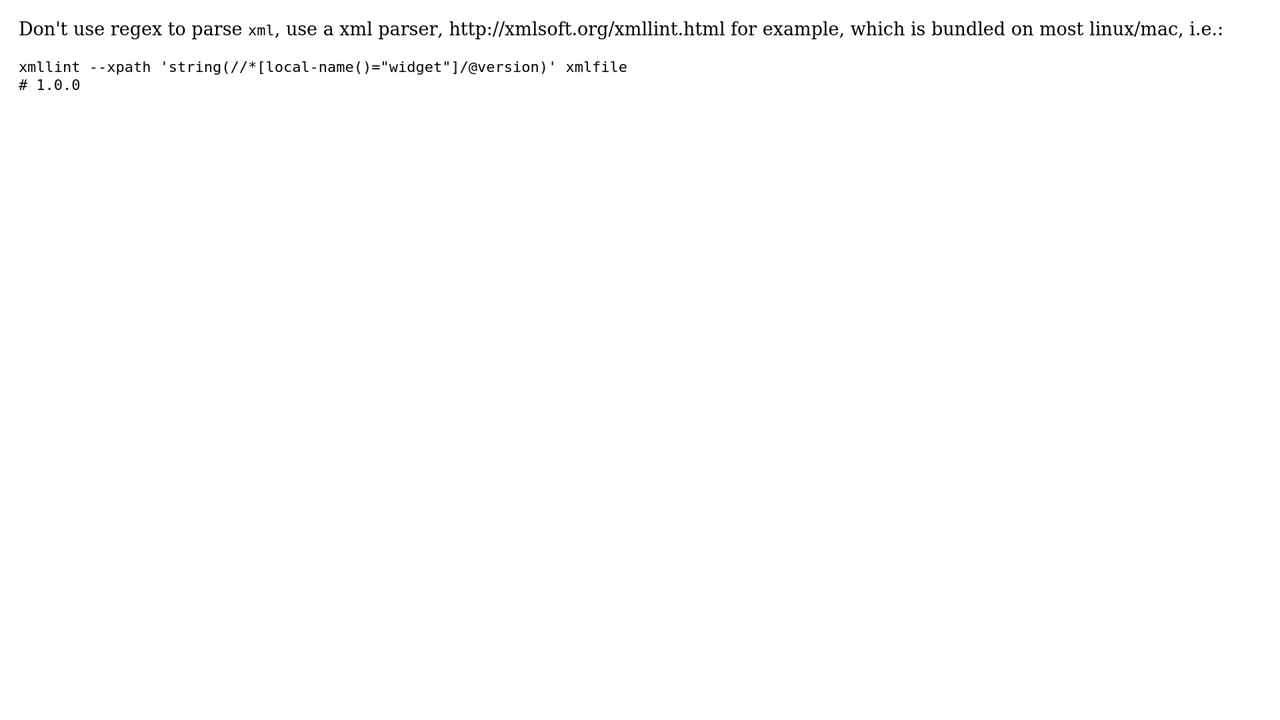 Don't use regex to parse xml, use a xml parser, http://xmlsoft.org/xmllint.html for example, which is bundled on most linux/mac, i.e.:
xmllint --xpath 'string(//*[local-name()="widget"]/@version)' xmlfile
# 1.0.0